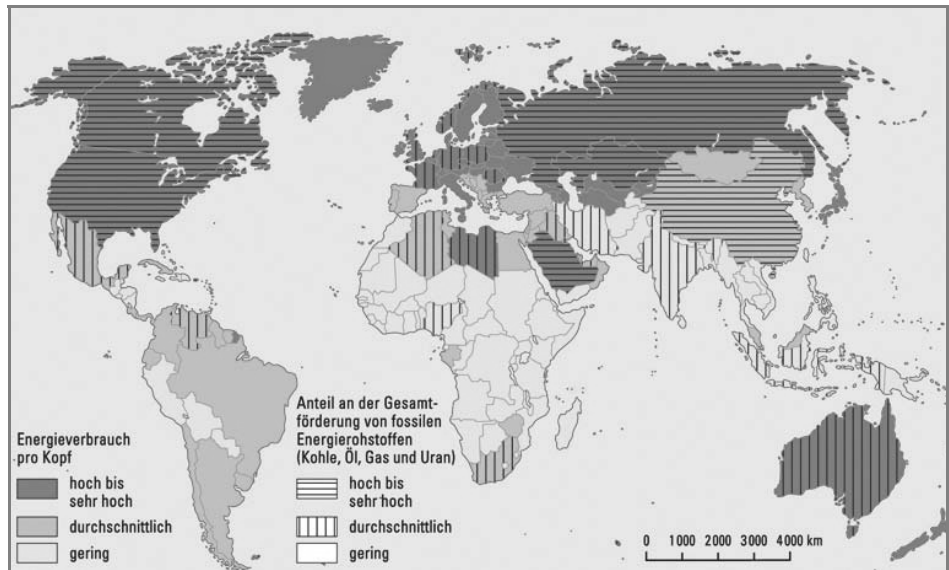 Energieverbrauch
pro Kopf
hoch bis
sehr hoch
durchschnittlich
gering
Anteil an der Gesamt-
förderung von fossilen
Energierohstoffen
(Kohle, Öl, Gas und Uran)
hoch bis
sehr hoch
durchschnittlich
gering
0 1000 2000 3000 4000 km